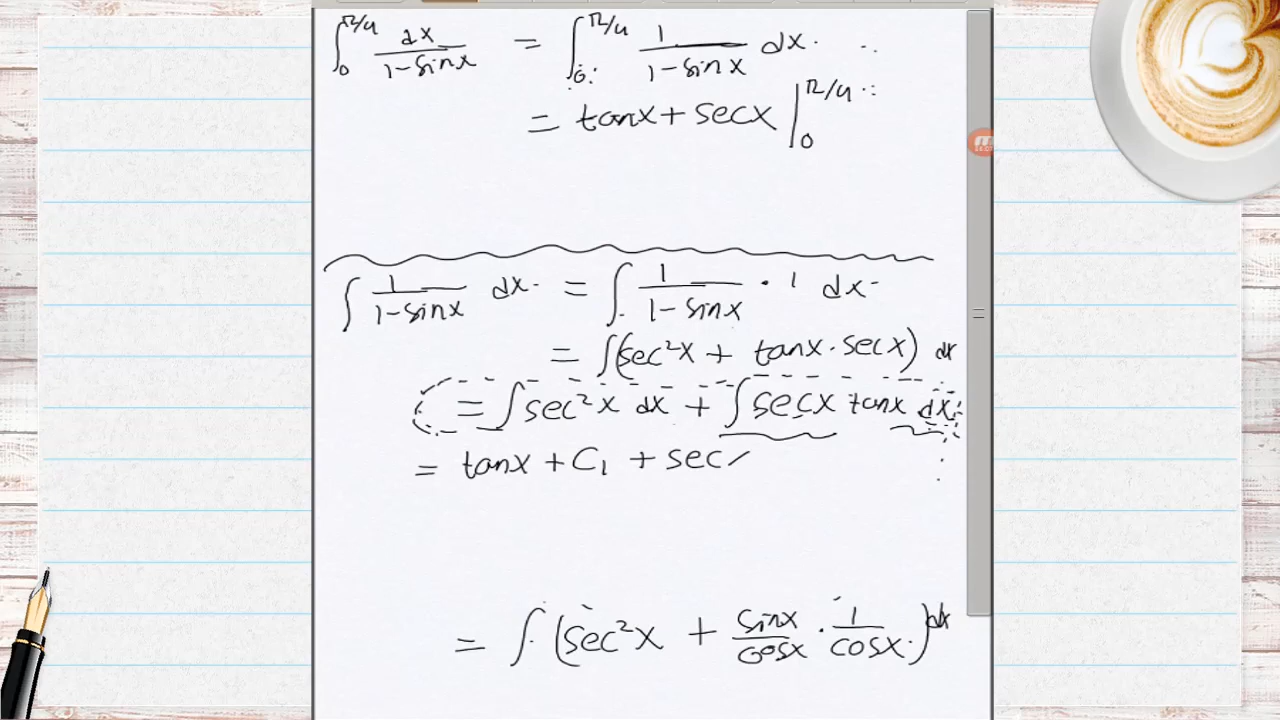 ∫₀^π/4 dx/(1-sinx) = ∫₀^π/4 1/(1-sinx) dx.
= tanx + secx |₀^π/4
∫ 1/(1-sinx) dx. = ∫ 1/(1-sinx) · 1 dx
= ∫(sec²x + tanx·secx) dx
= ∫sec²x dx + ∫secx tanx dx
= tanx + C₁ + sec
= ∫(sec²x + sinx/cosx · 1/cosx)dx